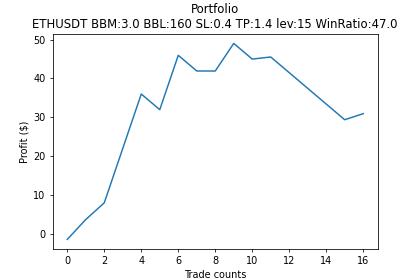 Portfolio
ETHUSDT BBM:3.0 BBL:160 SL:0.4 TP:1.4 lev:15 WinRatio:47.0
50
40
30
20
10
0
Profit ($)
0 2 4 6 8 10 12 14 16
Trade counts